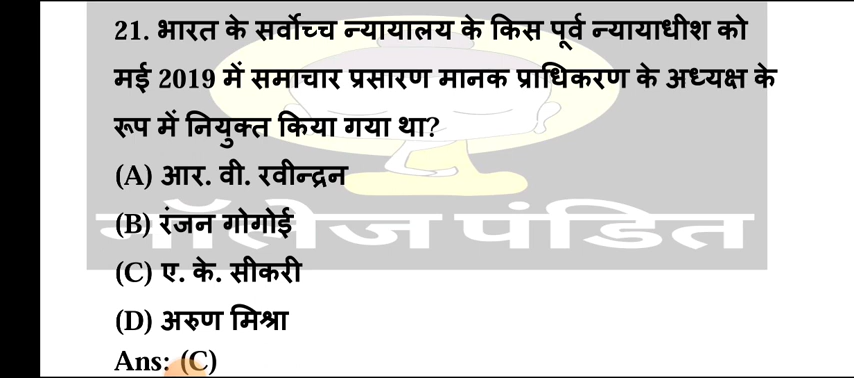 21. भारत के सर्वोच्च न्यायालय के किस पूर्व न्यायाधीश को
मई 2019 में समाचार प्रसारण मानक प्राधिकरण के अध्यक्ष के
रूप में नियुक्त किया गया था?
(A) आर. वी. रवीन्द्रन
(B) रंजन गोगोई
नॉलेज पंडित
(C) ए. के. सीकरी
(D) अरुण मिश्रा
Ans: (C)